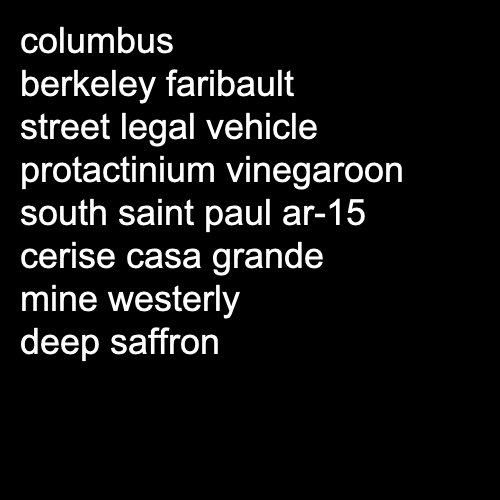 columbus
berkeley faribault
street legal vehicle
protactinium vinegaroon
south saint paul ar-15
cerise casa grande
mine westerly
deep saffron